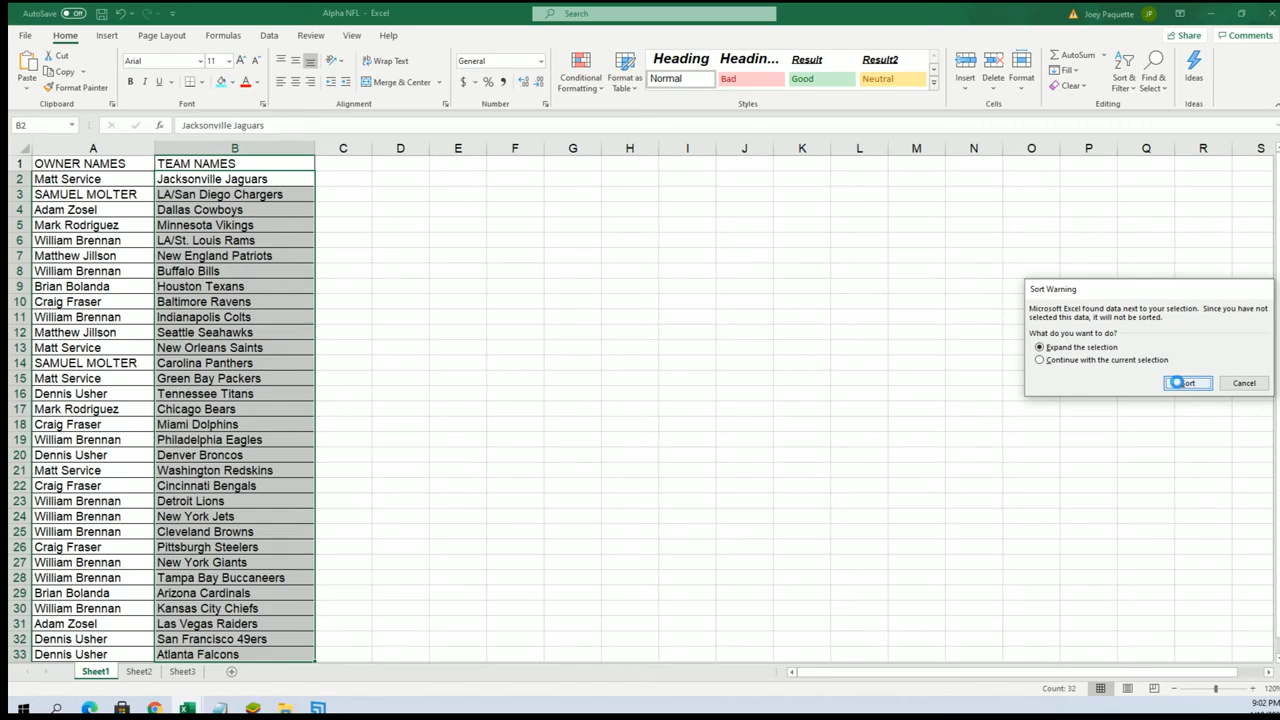 AutoSave Off Alpha NFL - Excel Search Joey Paquette JP
File Home Insert Page Layout Formulas Data Review View Help Share Comments
Paste Cut Copy Format Painter Clipboard
Arial 11 B I U Font
Wrap Text Merge & Center Alignment
General $ % Number
Conditional Formatting Format as Table
Heading Headin... Result Result2
Normal Bad Good Neutral
Styles
Insert Delete Format Cells
AutoSum Fill Clear Sort & Filter Find & Select Editing
Ideas Ideas
B2 fx Jacksonville Jaguars
A B C D E F G H I J K L M N O P Q R S
1 OWNER NAMES TEAM NAMES
2 Matt Service Jacksonville Jaguars
3 SAMUEL MOLTER LA/San Diego Chargers
4 Adam Zosel Dallas Cowboys
5 Mark Rodriguez Minnesota Vikings
6 William Brennan LA/St. Louis Rams
7 Matthew Jillson New England Patriots
8 William Brennan Buffalo Bills
9 Brian Bolanda Houston Texans
10 Craig Fraser Baltimore Ravens
11 William Brennan Indianapolis Colts
12 Matthew Jillson Seattle Seahawks
13 Matt Service New Orleans Saints
14 SAMUEL MOLTER Carolina Panthers
15 Matt Service Green Bay Packers
16 Dennis Usher Tennessee Titans
17 Mark Rodriguez Chicago Bears
18 Craig Fraser Miami Dolphins
19 William Brennan Philadelphia Eagles
20 Dennis Usher Denver Broncos
21 Matt Service Washington Redskins
22 Craig Fraser Cincinnati Bengals
23 William Brennan Detroit Lions
24 William Brennan New York Jets
25 William Brennan Cleveland Browns
26 Craig Fraser Pittsburgh Steelers
27 William Brennan New York Giants
28 William Brennan Tampa Bay Buccaneers
29 Brian Bolanda Arizona Cardinals
30 William Brennan Kansas City Chiefs
31 Adam Zosel Las Vegas Raiders
32 Dennis Usher San Francisco 49ers
33 Dennis Usher Atlanta Falcons
Sort Warning
Microsoft Excel found data next to your selection. Since you have not
selected this data, it will not be sorted.
What do you want to do?
Expand the selection
Continue with the current selection
Sort Cancel
Sheet1 Sheet2 Sheet3
Count: 32 120%
9:02 PM